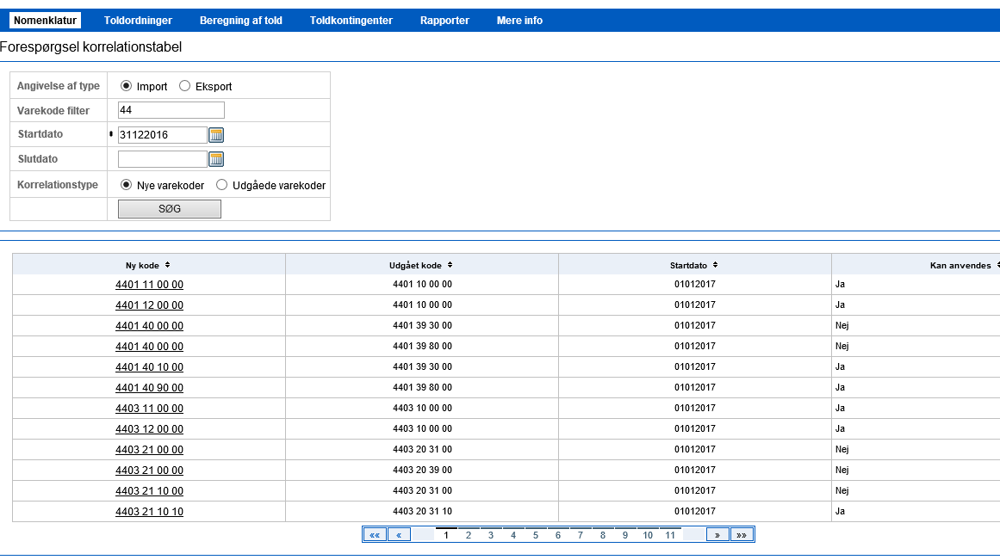 Nomenklatur Toldordninger Beregning af told Toldkontingenter Rapporter Mere info
Forespørgsel korrelationstabel
Angivelse af type Import Eksport
Varekode filter 44
Startdato 31122016
Slutdato
Korrelationstype Nye varekoder Udgåede varekoder
SØG
Ny kode Udgået kode Startdato Kan anvendes
4401 11 00 00 4401 10 00 00 01012017 Ja
4401 12 00 00 4401 10 00 00 01012017 Ja
4401 40 00 00 4401 39 30 00 01012017 Nej
4401 40 00 00 4401 39 80 00 01012017 Nej
4401 40 10 00 4401 39 30 00 01012017 Ja
4401 40 90 00 4401 39 80 00 01012017 Ja
4403 11 00 00 4403 10 00 00 01012017 Ja
4403 12 00 00 4403 10 00 00 01012017 Ja
4403 21 00 00 4403 20 31 00 01012017 Nej
4403 21 00 00 4403 20 39 00 01012017 Nej
4403 21 10 00 4403 20 31 00 01012017 Nej
4403 21 10 10 4403 20 31 10 01012017 Ja
«« « 1 2 3 4 5 6 7 8 9 10 11 » »»